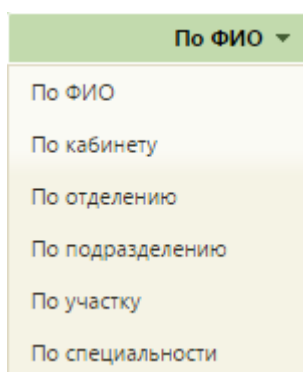 По ФИО
По ФИО
По кабинету
По отделению
По подразделению
По участку
По специальности